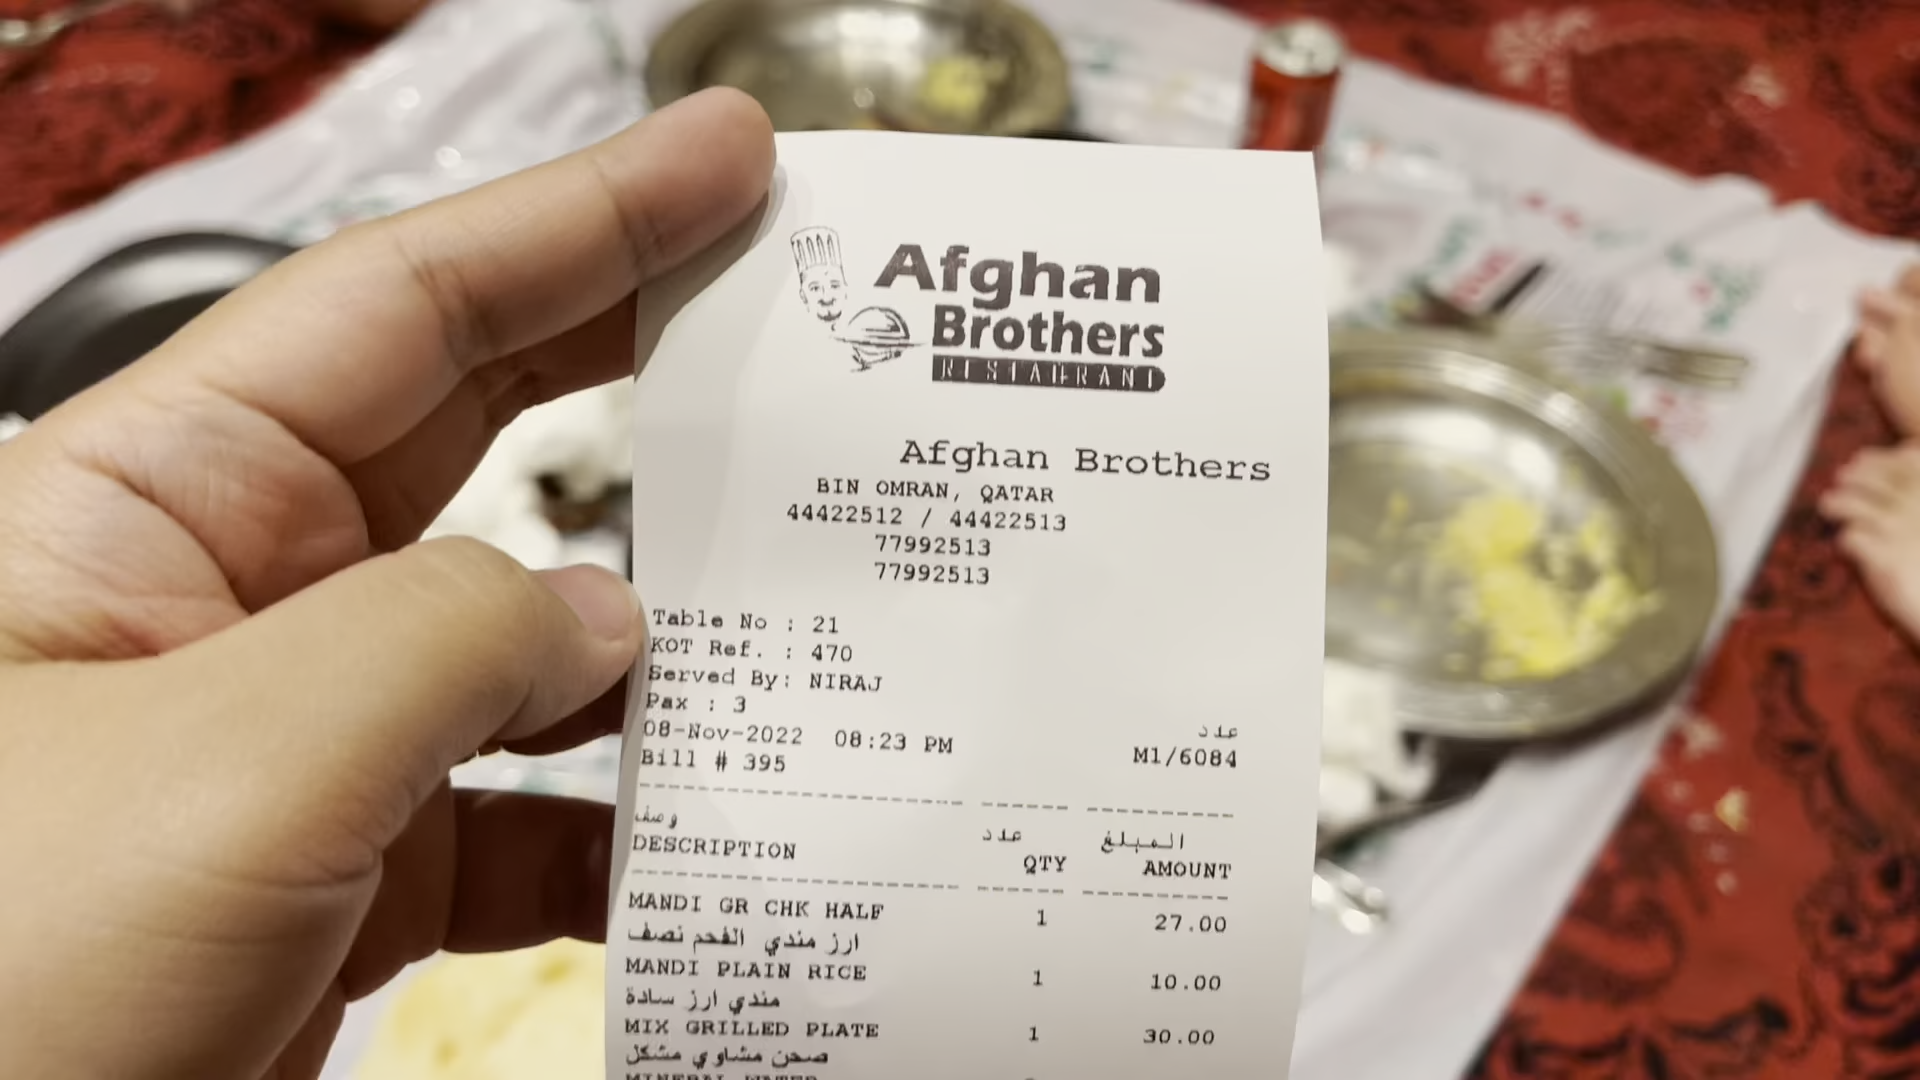 Afghan
Brothers
RESTAURANT
Afghan Brothers
BIN OMRAN, QATAR
44422512 / 44422513
77992513
77992513
Table No : 21
KOT Ref. : 470
Served By: NIRAJ
Pax : 3
عدد
08-Nov-2022 08:23 PM M1/6084
Bill # 395
وصف عدد المبلغ
DESCRIPTION QTY AMOUNT
MANDI GR CHK HALF 1 27.00
ارز مندي الفحم نصف
MANDI PLAIN RICE 1 10.00
مندي ارز سادة
MIX GRILLED PLATE 1 30.00
صحن مشاوي مشكل
MINERAL WATER